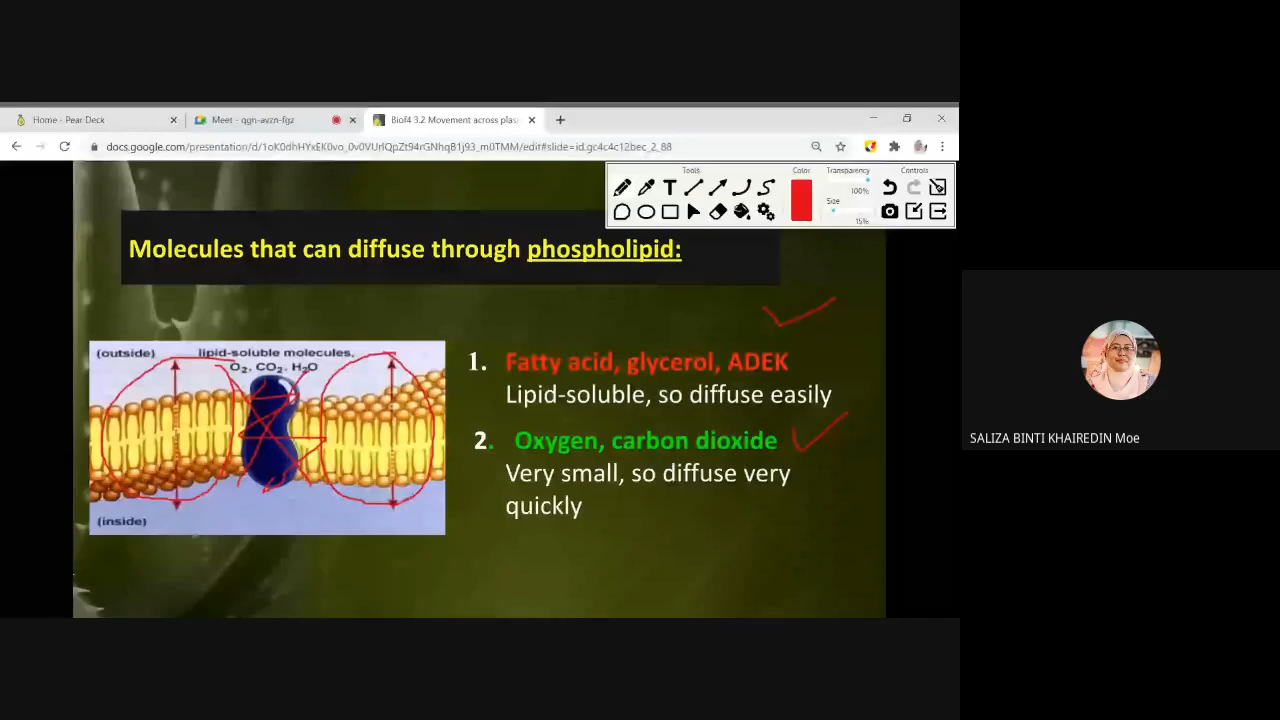 Home - Pear Deck
Meet - qgn-avzn-fgz
Biof4 3.2 Movement across plas
docs.google.com/presentation/d/1oK0dhHYxEK0vo_0v0VUrlQpZt94rGNhqB1j93_m0TMM/edit#slide=id.gc4c4c12bec_2_88
Tools
Color
Transparency
Controls
100%
Size
15%
Molecules that can diffuse through phospholipid:
(outside)
lipid-soluble molecules,
O₂, CO₂, H₂O
(inside)
1. Fatty acid, glycerol, ADEK
Lipid-soluble, so diffuse easily
2. Oxygen, carbon dioxide
Very small, so diffuse very
quickly
SALIZA BINTI KHAIREDIN Moe